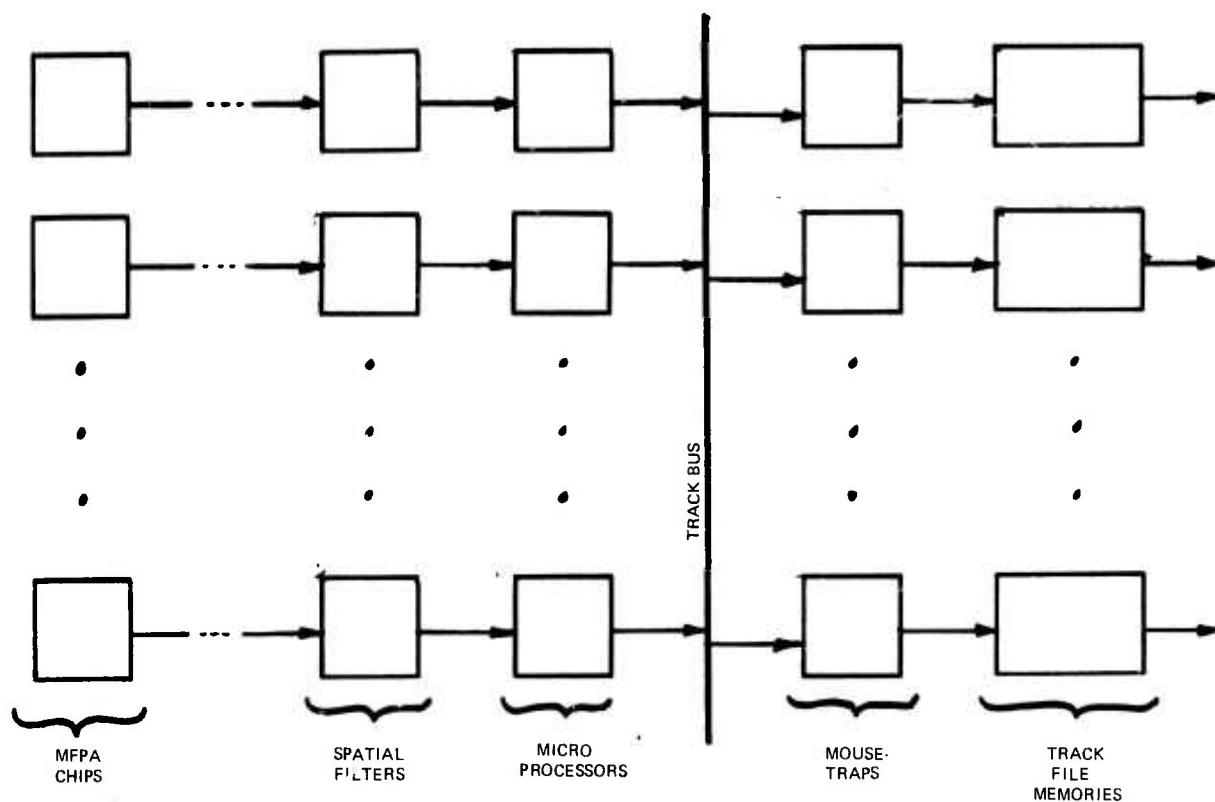 TRACK BUS
MFPA
CHIPS
SPATIAL
FILTERS
MICRO
PROCESSORS
MOUSE-
TRAPS
TRACK
FILE
MEMORIES